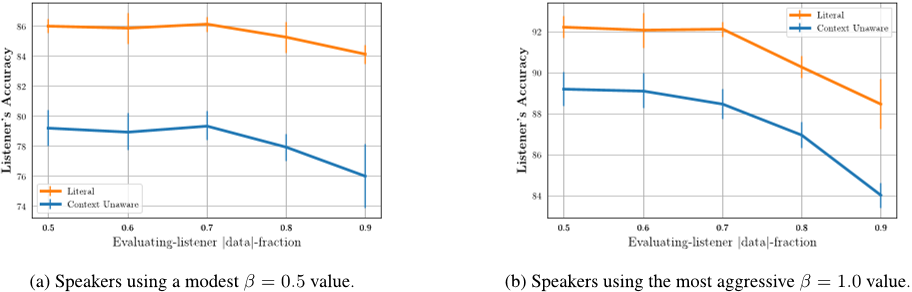 86
84
82
80
78
76
74
Listener's Accuracy
Literal
Context Unaware
0.5 0.6 0.7 0.8 0.9
Evaluating-listener |data|-fraction
(a) Speakers using a modest β = 0.5 value.
92
90
88
86
84
Listener's Accuracy
Literal
Context Unaware
0.5 0.6 0.7 0.8 0.9
Evaluating-listener |data|-fraction
(b) Speakers using the most aggressive β = 1.0 value.